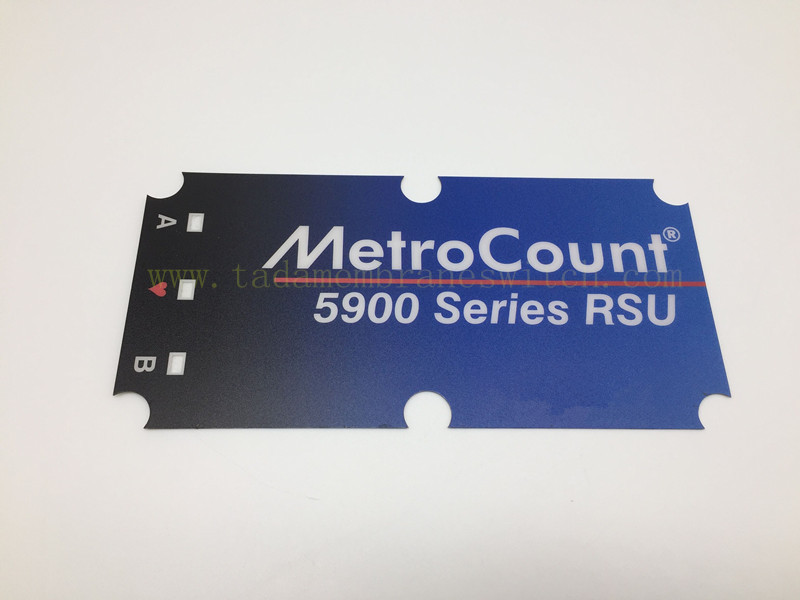 MetroCount®
www.tadamembraneswitch.com
5900 Series RSU
A
B